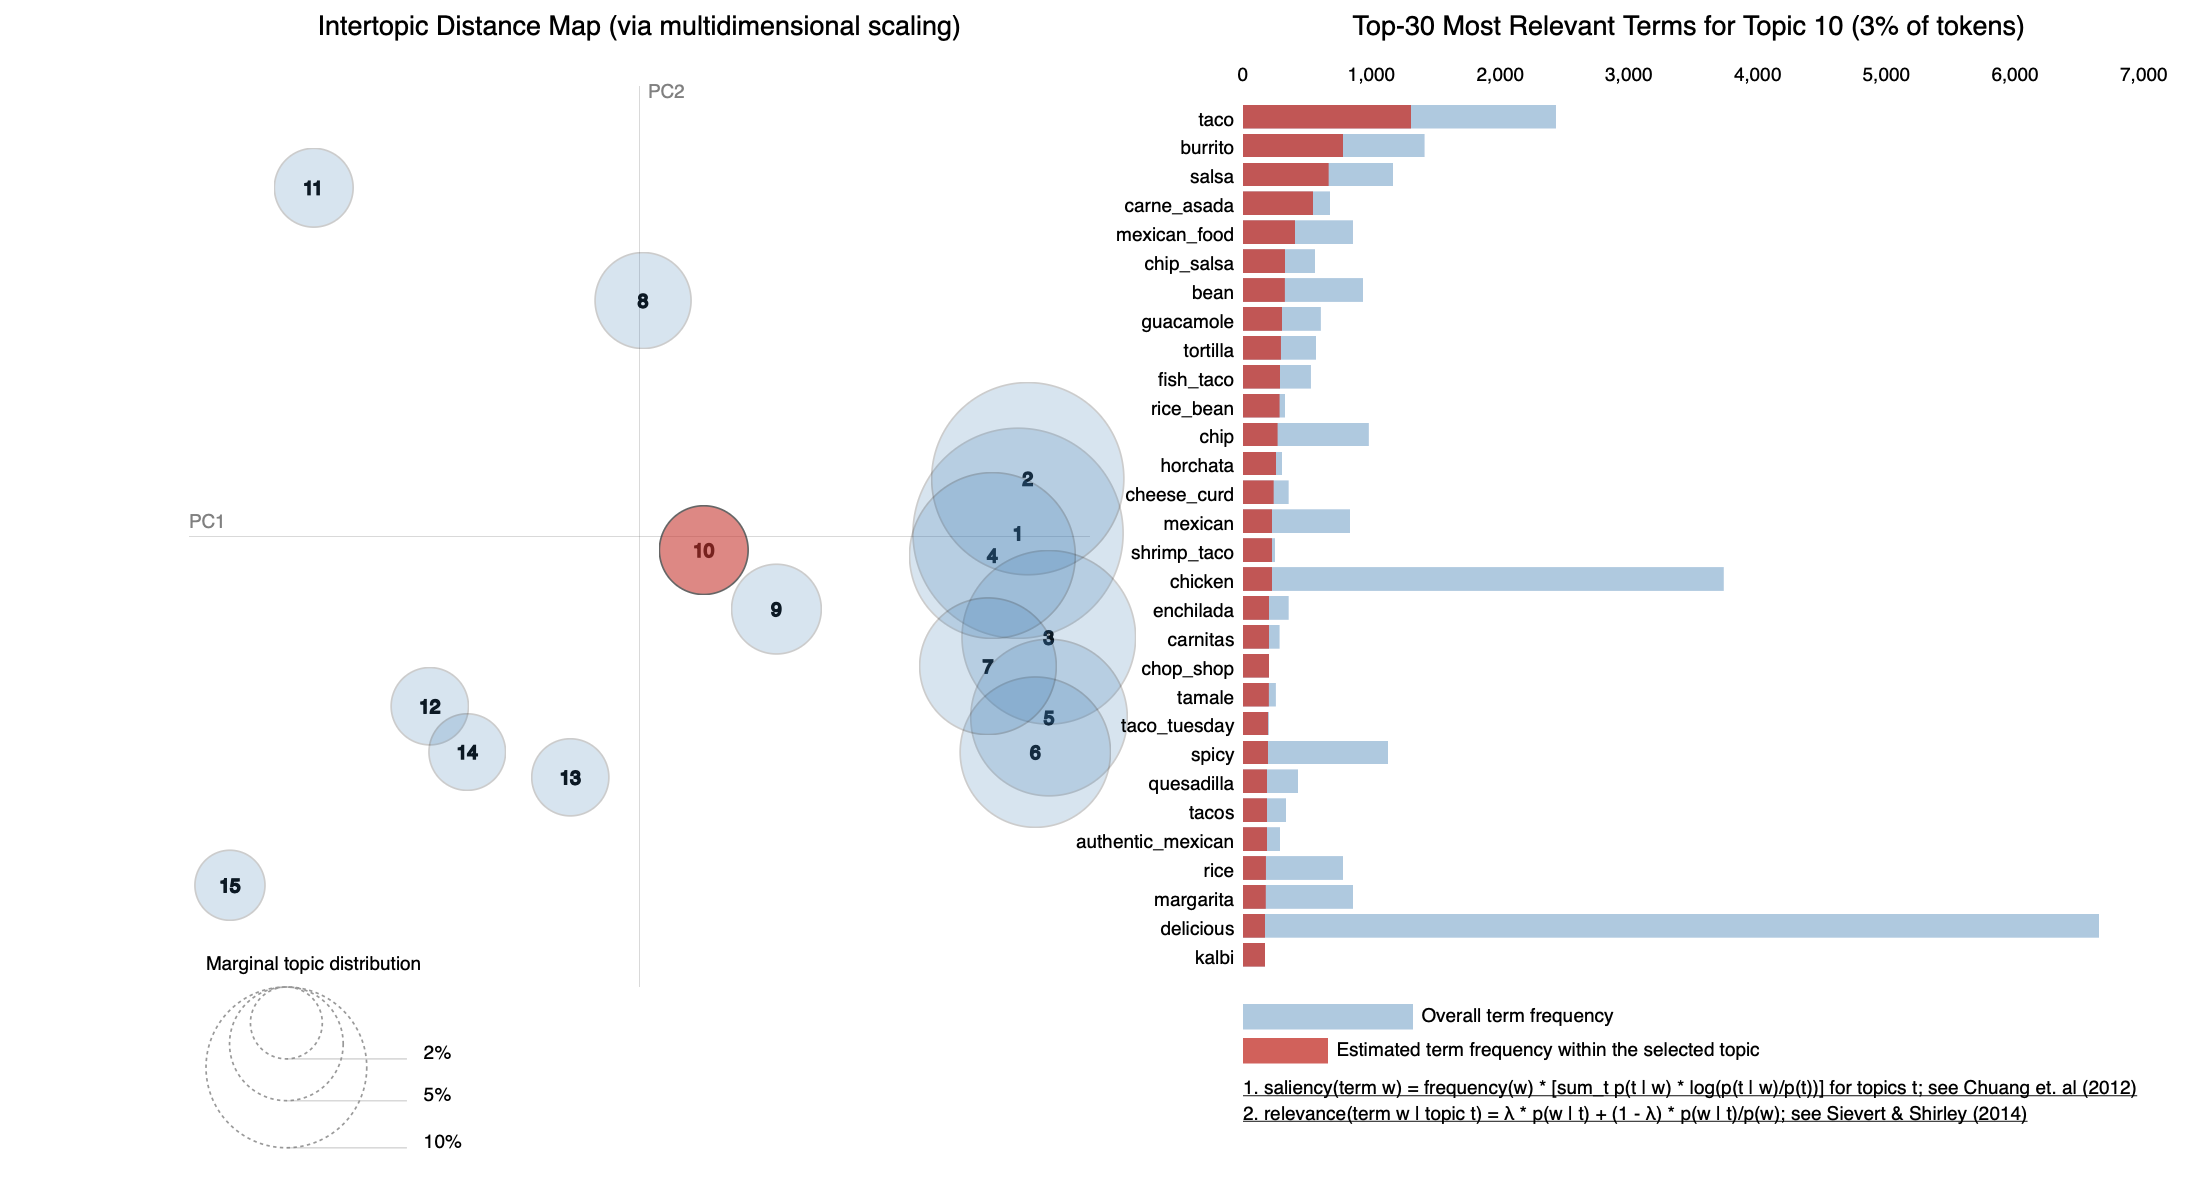 Intertopic Distance Map (via multidimensional scaling)
PC2
PC1
11
8
2
1
4
10
9
3
7
12
5
14
6
13
15
Marginal topic distribution
2%
5%
10%
Top-30 Most Relevant Terms for Topic 10 (3% of tokens)
0 1,000 2,000 3,000 4,000 5,000 6,000 7,000
taco
burrito
salsa
carne_asada
mexican_food
chip_salsa
bean
guacamole
tortilla
fish_taco
rice_bean
chip
horchata
cheese_curd
mexican
shrimp_taco
chicken
enchilada
carnitas
chop_shop
tamale
taco_tuesday
spicy
quesadilla
tacos
authentic_mexican
rice
margarita
delicious
kalbi
Overall term frequency
Estimated term frequency within the selected topic
1. saliency(term w) = frequency(w) * [sum_t p(t | w) * log(p(t | w)/p(t))] for topics t; see Chuang et. al (2012)
2. relevance(term w | topic t) = λ * p(w | t) + (1 - λ) * p(w | t)/p(w); see Sievert & Shirley (2014)